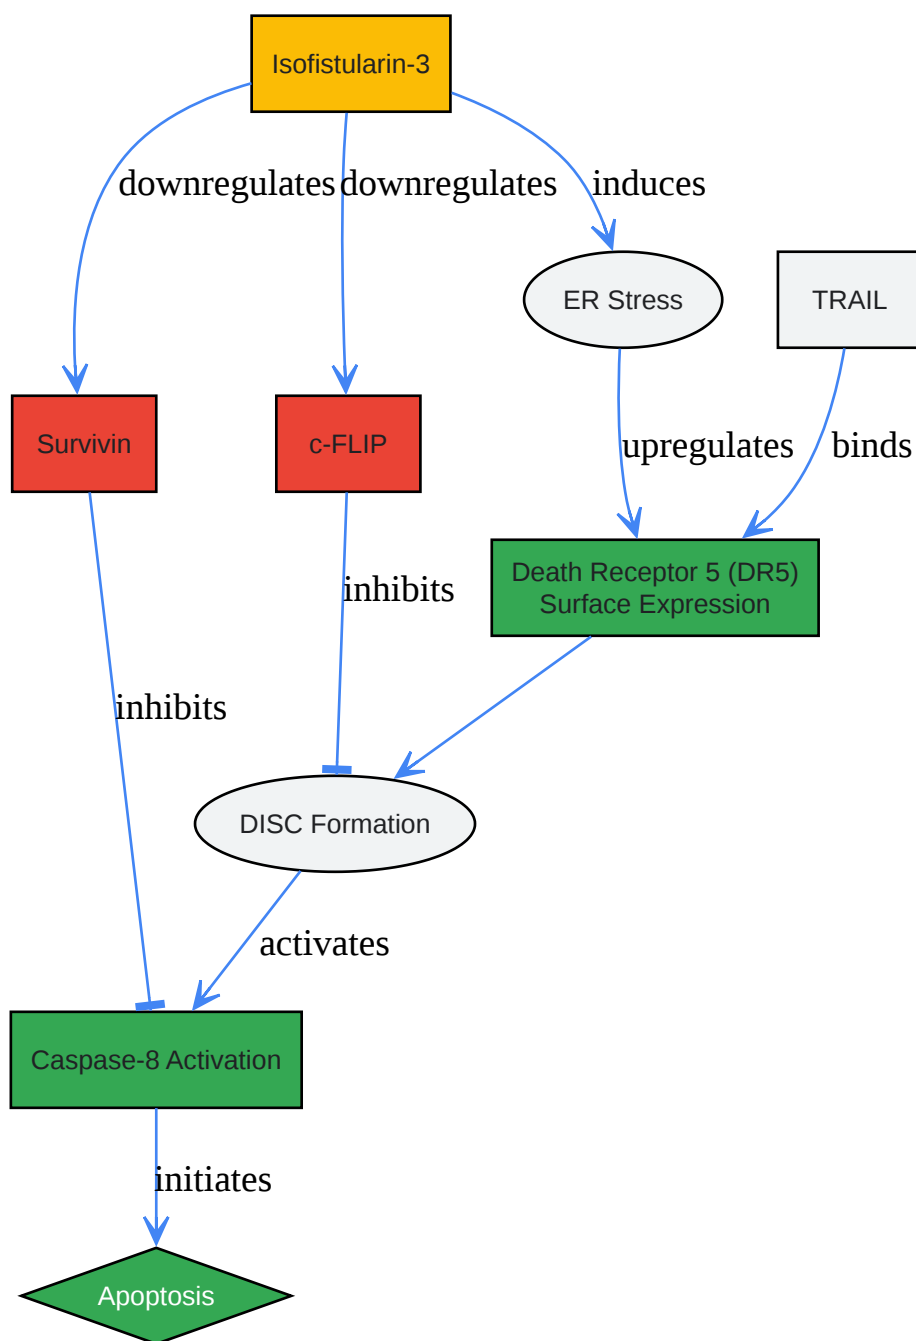 Isofistularin-3
downregulates
downregulates
induces
ER Stress
TRAIL
Survivin
c-FLIP
upregulates
binds
Death Receptor 5 (DR5)
Surface Expression
inhibits
inhibits
DISC Formation
activates
Caspase-8 Activation
initiates
Apoptosis